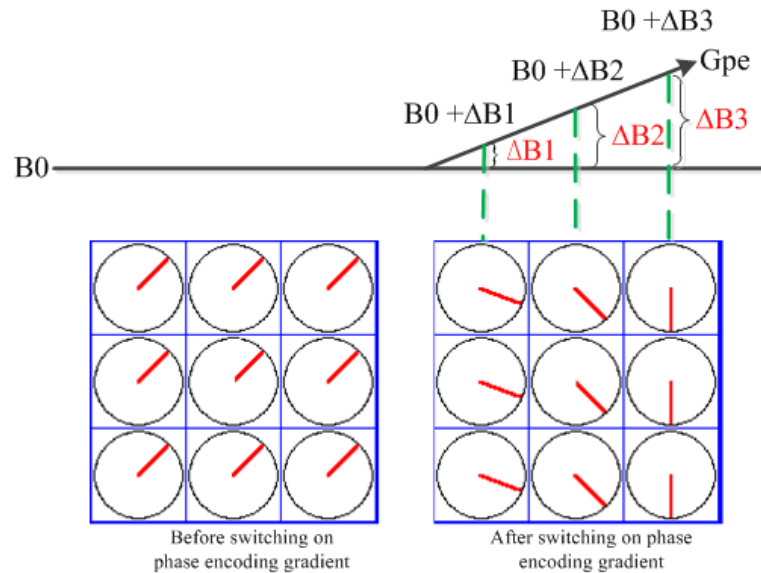 B0 +ΔB3
Gpe
B0 +ΔB2
B0 +ΔB1
ΔB1
ΔB2
ΔB3
B0
Before switching on
phase encoding gradient
After switching on phase
encoding gradient